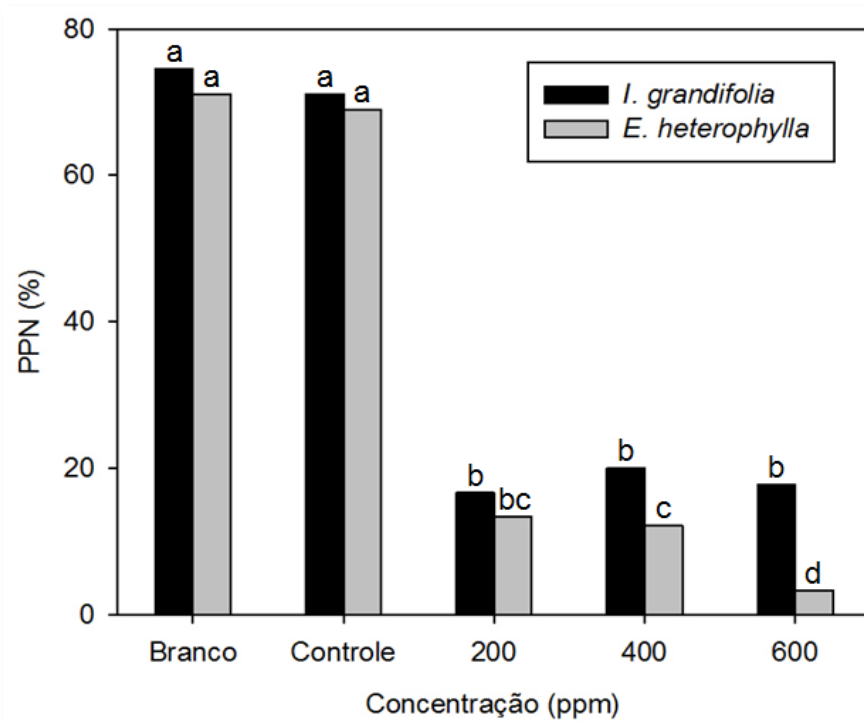 80
60
40
20
0
PPN (%)
a
a
a
a
b
bc
b
c
b
d
I. grandifolia
E. heterophylla
Branco Controle 200 400 600
Concentração (ppm)